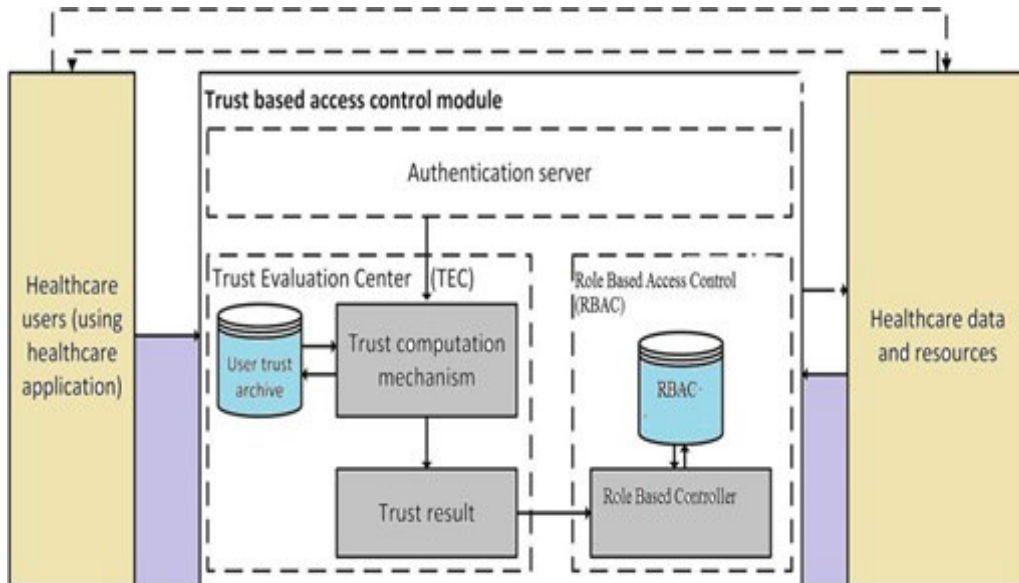 Trust based access control module
Authentication server
Healthcare
users (using
healthcare
application)
Trust Evaluation Center (TEC)
User trust
archive
Trust computation
mechanism
Trust result
Role Based Access Control
(RBAC)
RBAC
Role Based Controller
Healthcare data
and resources